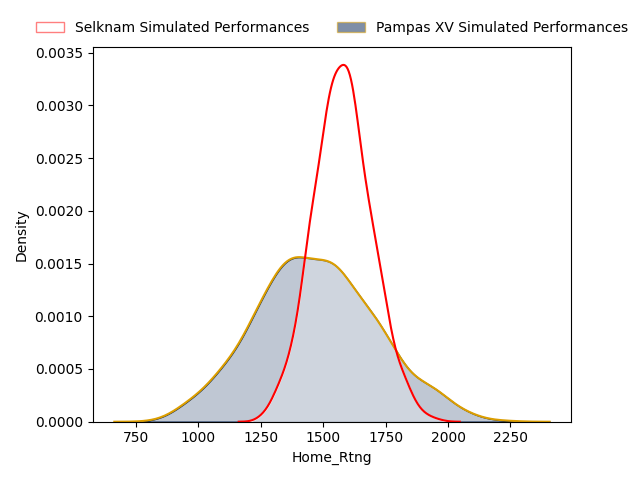 Selknam Simulated Performances
Pampas XV Simulated Performances
0.0035
0.0030
0.0025
0.0020
0.0015
0.0010
0.0005
0.0000
Density
750 1000 1250 1500 1750 2000 2250
Home_Rtng